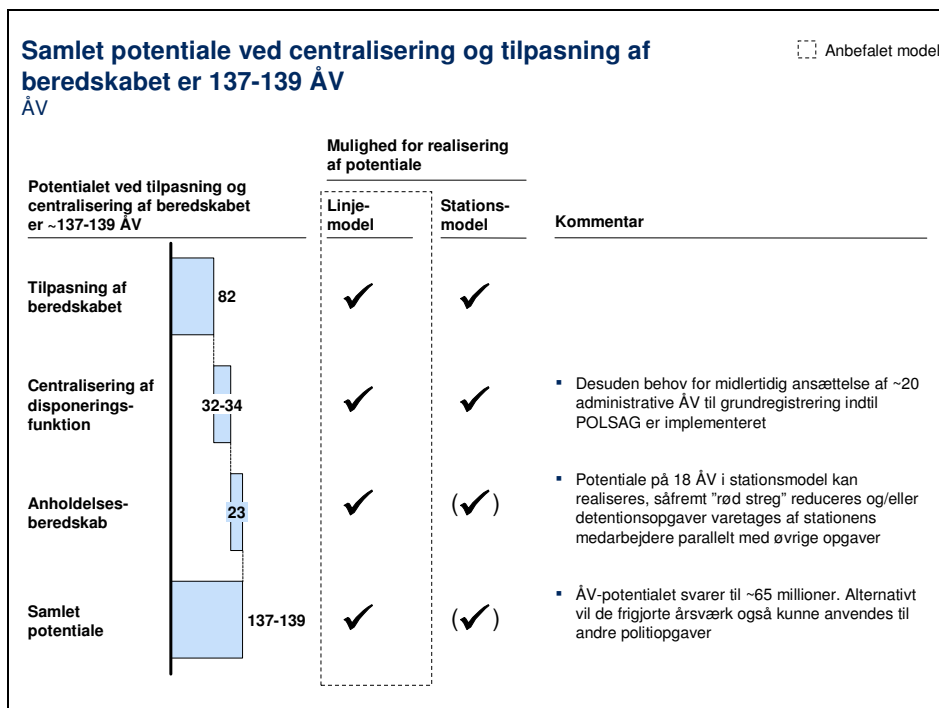 Samlet potentiale ved centralisering og tilpasning af
beredskabet er 137-139 ÅV
ÅV
Anbefalet model
Mulighed for realisering
af potentiale
Potentialet ved tilpasning og
centralisering af beredskabet
er ~137-139 ÅV
Linje-
model
Stations-
model
Kommentar
Tilpasning af
beredskabet
82
✓
✓
Centralisering af
disponerings-
funktion
32-34
✓
✓
▪ Desuden behov for midlertidig ansættelse af ~20
administrative ÅV til grundregistrering indtil
POLSAG er implementeret
Anholdelses-
beredskab
23
✓
(✓)
▪ Potentiale på 18 ÅV i stationsmodel kan
realiseres, såfremt ”rød streg” reduceres og/eller
detentionsopgaver varetages af stationens
medarbejdere parallelt med øvrige opgaver
Samlet
potentiale
137-139
✓
(✓)
▪ ÅV-potentialet svarer til ~65 millioner. Alternativt
vil de frigjorte årsværk også kunne anvendes til
andre politiopgaver